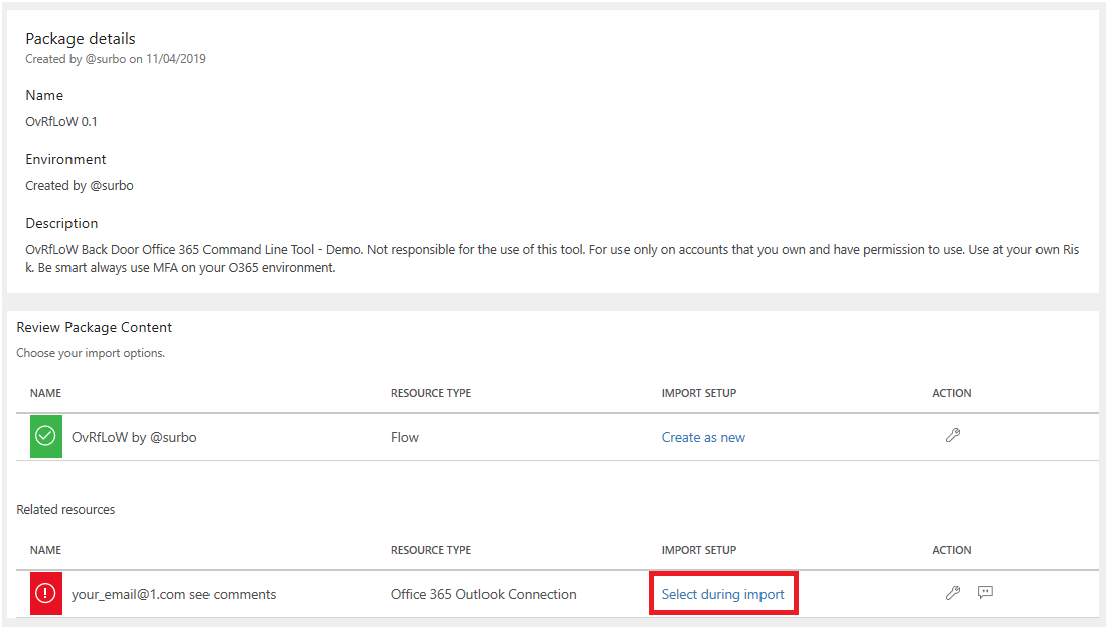 Package details
Created by @surbo on 11/04/2019
Name
OvRfLoW 0.1
Environment
Created by @surbo
Description
OvRfLoW Back Door Office 365 Command Line Tool - Demo. Not responsible for the use of this tool. For use only on accounts that you own and have permission to use. Use at your own Ris
k. Be smart always use MFA on your O365 environment.
Review Package Content
Choose your import options.
NAME RESOURCE TYPE IMPORT SETUP ACTION
OvRfLoW by @surbo Flow Create as new
Related resources
NAME RESOURCE TYPE IMPORT SETUP ACTION
your_email@1.com see comments Office 365 Outlook Connection Select during import